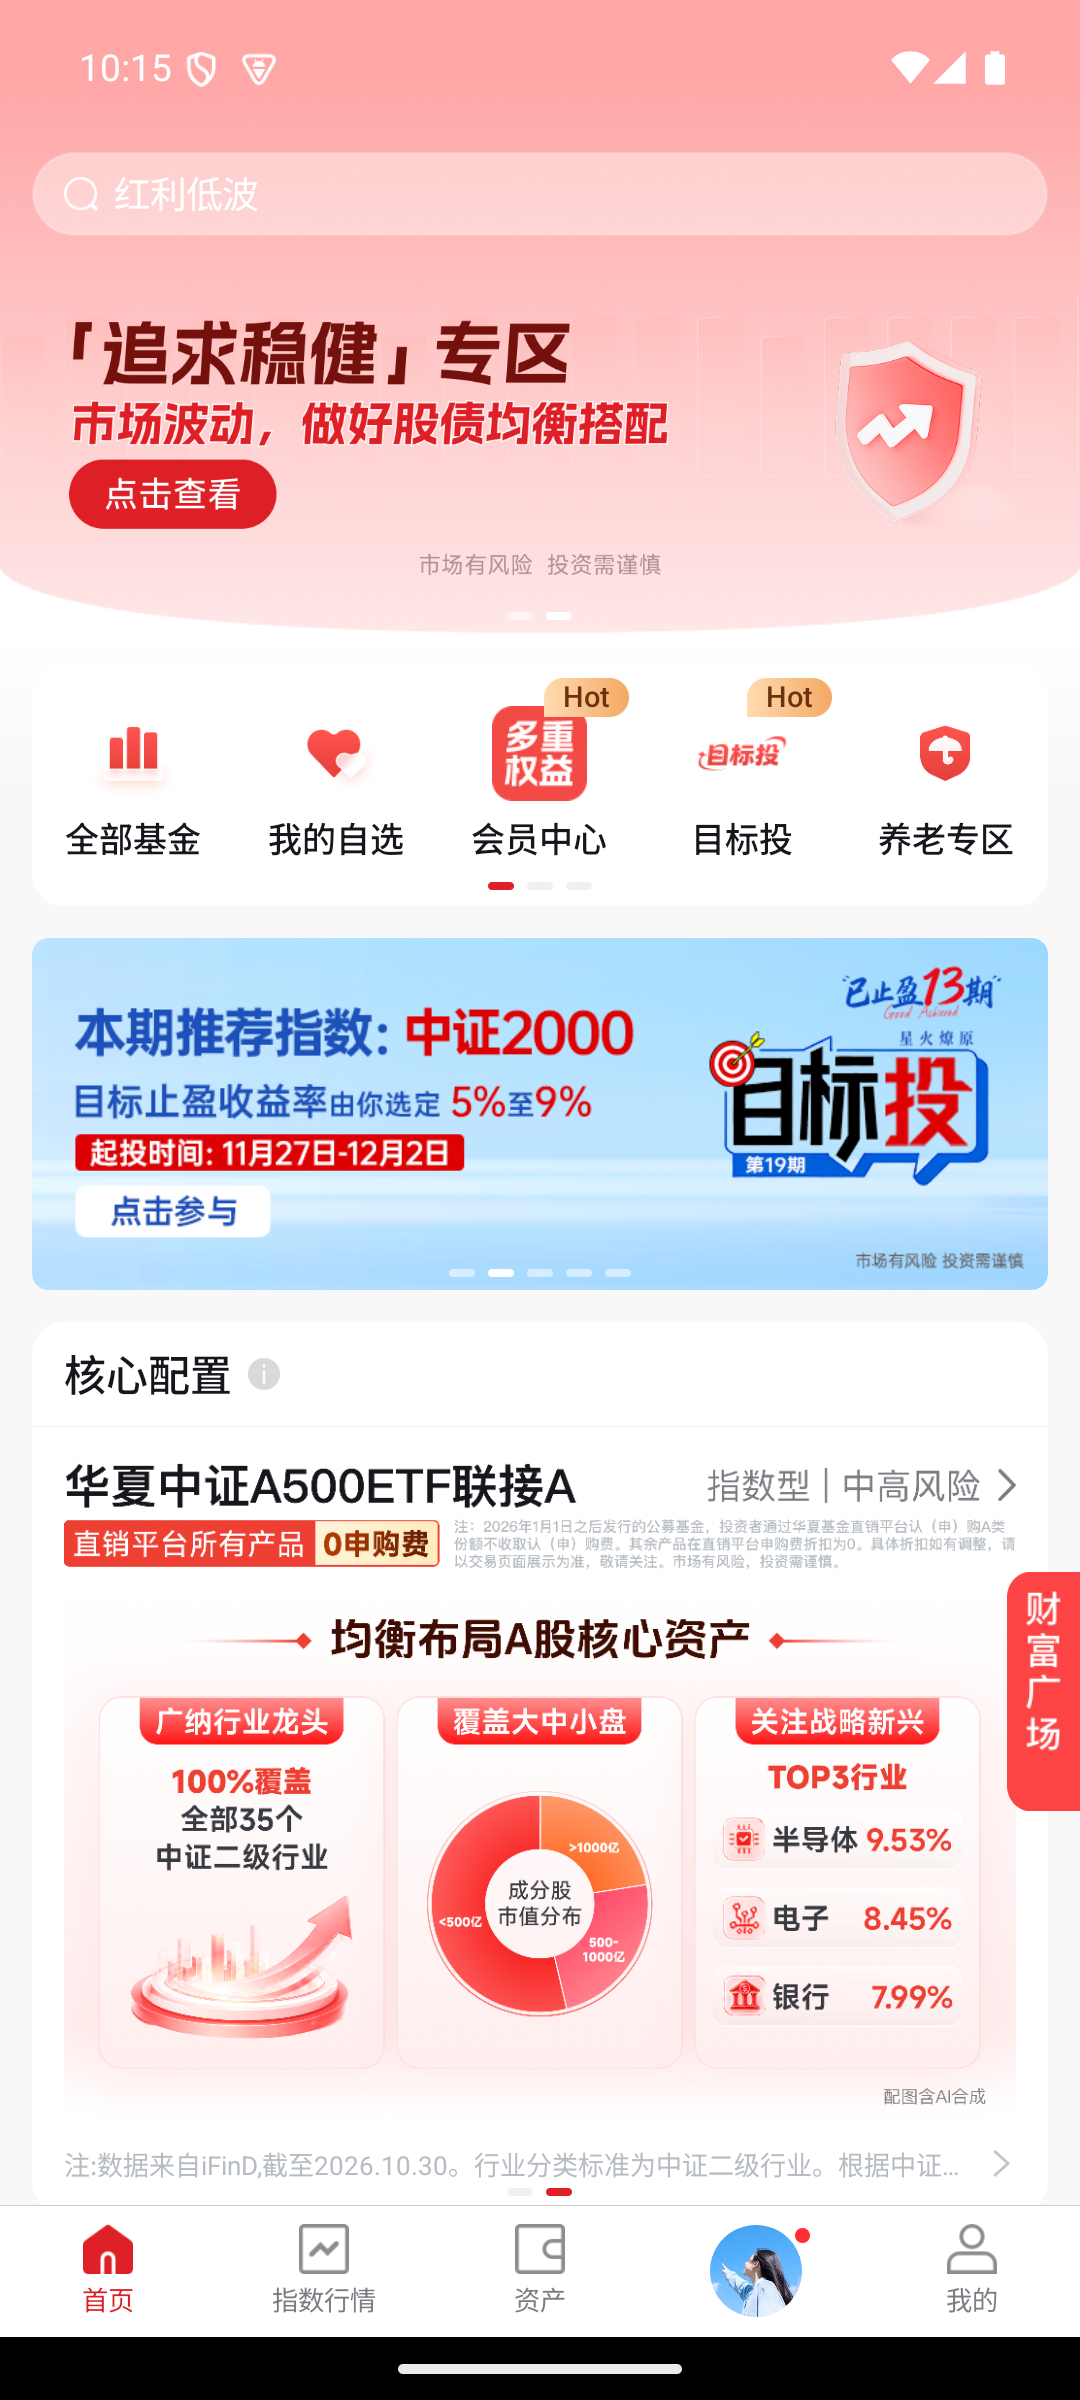 10:15
红利低波
「追求稳健」专区
市场波动，做好股债均衡搭配
点击查看
市场有风险 投资需谨慎
Hot
Hot
多重
权益
目标投
全部基金
我的自选
会员中心
目标投
养老专区
已止盈13期
Good Achieved
星火燎原
本期推荐指数: 中证2000
目标止盈收益率由你选定 5%至9%
起投时间: 11月27日-12月2日
点击参与
目标投
第19期
市场有风险 投资需谨慎
核心配置
华夏中证A500ETF联接A
指数型 | 中高风险
直销平台所有产品 0申购费
注：2026年1月1日之后发行的公募基金，投资者通过华夏基金直销平台认（申）购A类
份额不收取认（申）购费。其余产品在直销平台申购费折扣为0。具体折扣如有调整，请
以交易页面展示为准，敬请关注。市场有风险，投资需谨慎。
财富广场
均衡布局A股核心资产
广纳行业龙头
100%覆盖
全部35个
中证二级行业
覆盖大中小盘
>1000亿
成分股
市值分布
<500亿
500-
1000亿
关注战略新兴
TOP3行业
半导体 9.53%
电子 8.45%
银行 7.99%
配图含AI合成
注:数据来自iFinD,截至2026.10.30。行业分类标准为中证二级行业。根据中证...
首页
指数行情
资产
我的